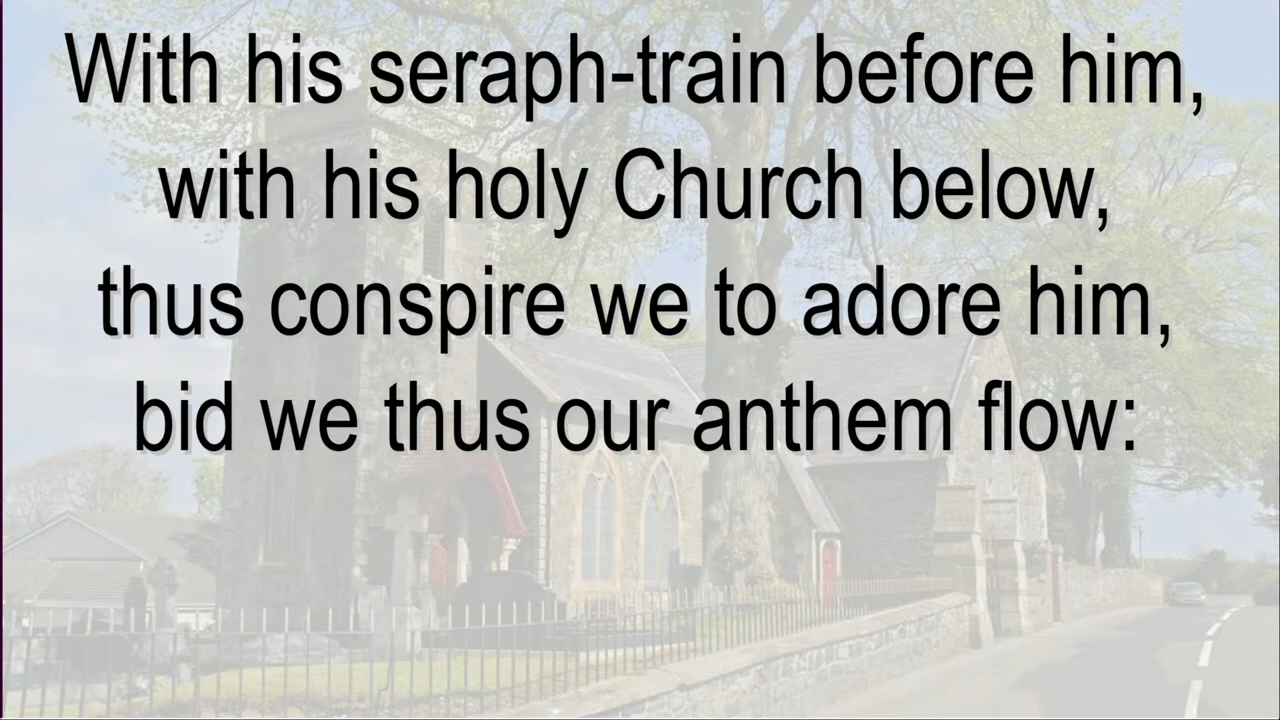 With his seraph-train before him,
with his holy Church below,
thus conspire we to adore him,
bid we thus our anthem flow: